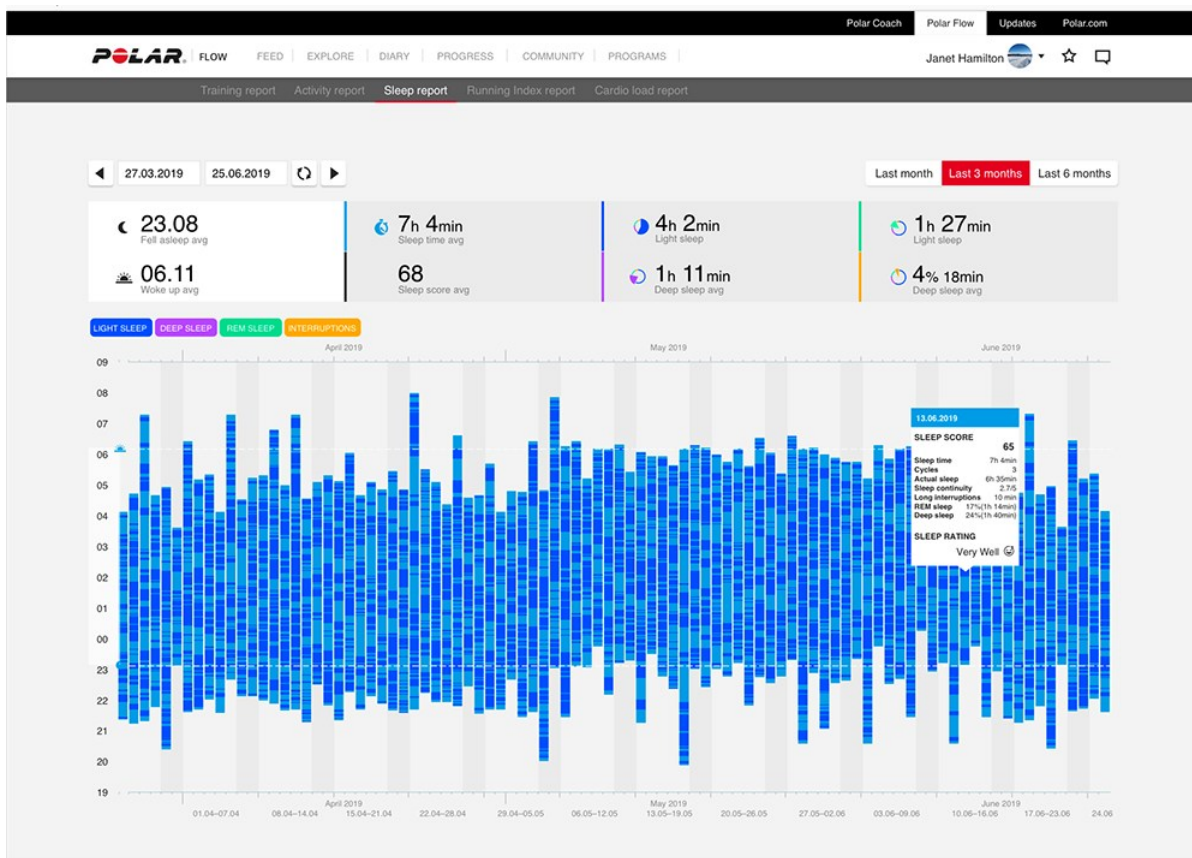 Polar Coach Polar Flow Updates Polar.com
POLAR. FLOW FEED EXPLORE DIARY PROGRESS COMMUNITY PROGRAMS Janet Hamilton
Training report Activity report Sleep report Running Index report Cardio load report
27.03.2019 25.06.2019 Last month Last 3 months Last 6 months
23.08
Fell asleep avg
06.11
Woke up avg
7h 4min
Sleep time avg
68
Sleep score avg
4h 2min
Light sleep
1h 11min
Deep sleep avg
1h 27min
Light sleep
4% 18min
Deep sleep avg
LIGHT SLEEP DEEP SLEEP REM SLEEP INTERRUPTIONS
April 2019 May 2019 June 2019
09
08
07
06
05
04
03
02
01
00
23
22
21
20
19
13.06.2019
SLEEP SCORE
65
Sleep time 7h 4min
Cycles 3
Actual sleep 6h 35min
Sleep continuity 2.7/5
Long interruptions 10 min
REM sleep 17%(1h 14min)
Deep sleep 24%(1h 40min)
SLEEP RATING
Very Well
April 2019 May 2019 June 2019
01.04–07.04 08.04–14.04 15.04–21.04 22.04–28.04 29.04–05.05 06.05–12.05 13.05–19.05 20.05–26.05 27.05–02.06 03.06–09.06 10.06–16.06 17.06–23.06 24.06